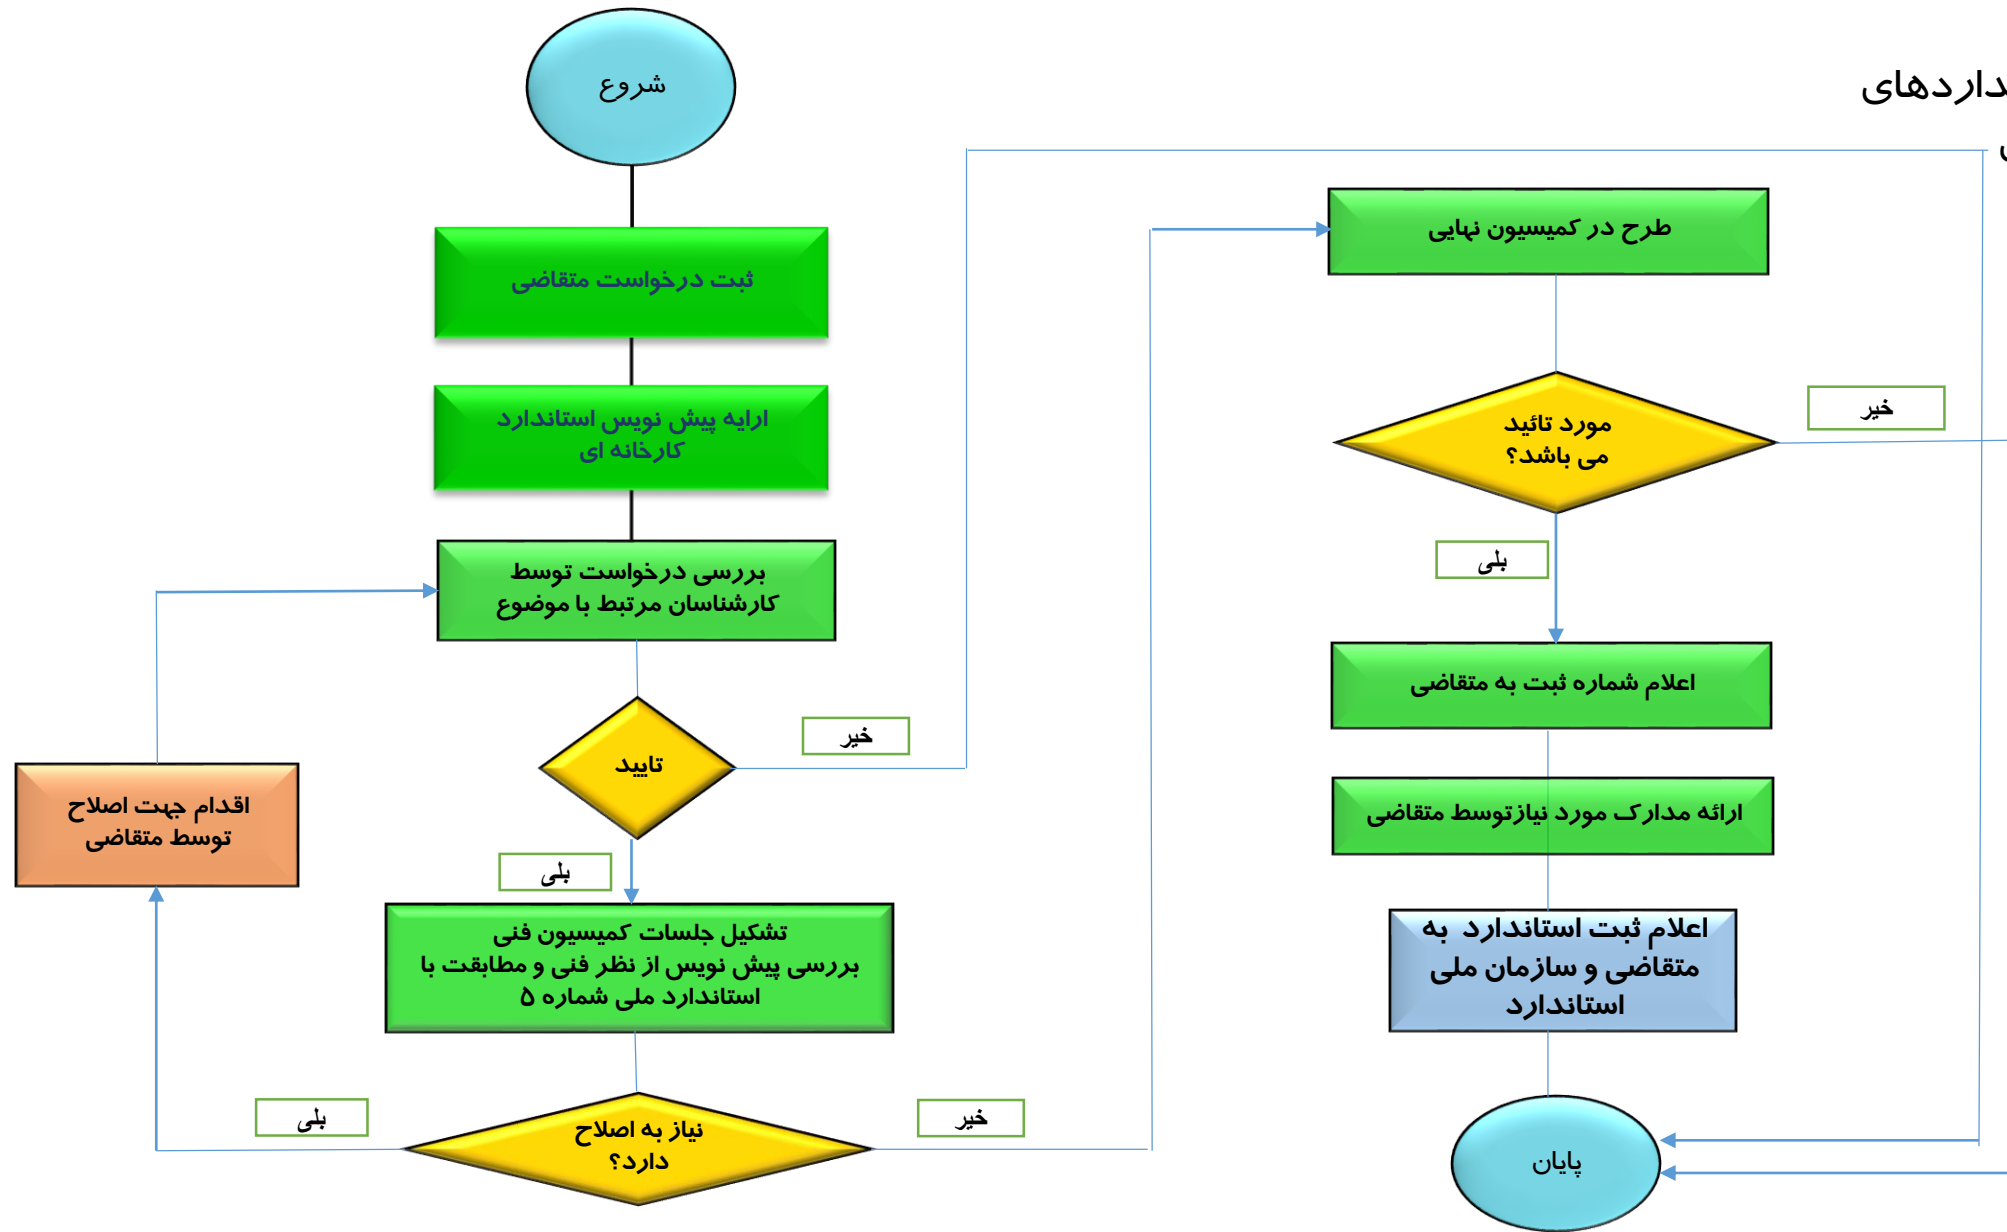 شروع
ثبت درخواست متقاضی
ارایه پیش نویس استاندارد
کارخانه ای
بررسی درخواست توسط
کارشناسان مرتبط با موضوع
تایید
خیر
بلی
اقدام جهت اصلاح
توسط متقاضی
تشکیل جلسات کمیسیون فنی
بررسی پیش نویس از نظر فنی و مطابقت با
استاندارد ملی شماره ۵
نیاز به اصلاح
دارد؟
بلی
خیر
طرح در کمیسیون نهایی
مورد تائید
می باشد؟
خیر
بلی
اعلام شماره ثبت به متقاضی
ارائه مدارک مورد نیازتوسط متقاضی
اعلام ثبت استاندارد به
متقاضی و سازمان ملی
استاندارد
پایان